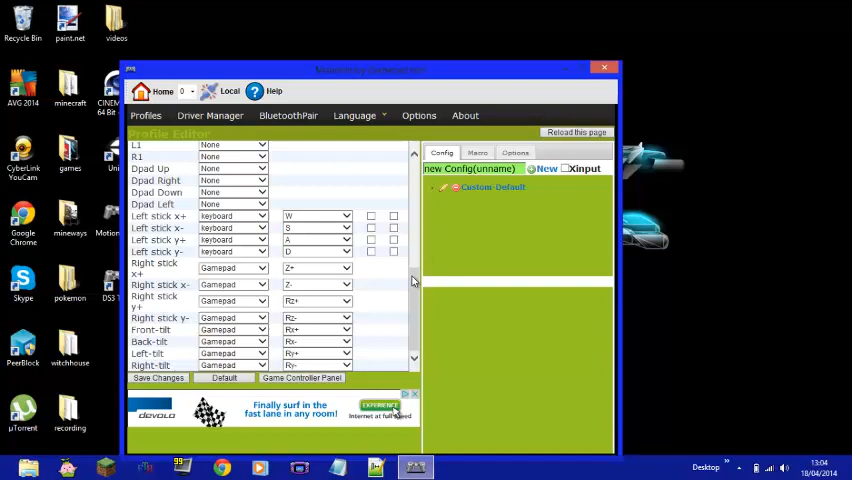 Recycle Bin
paint.net
videos
AVG 2014
minecraft
CINEM
64 Bit -
CyberLink
YouCam
games
Uni
Google
Chrome
mineways
Motion
Skype
pokemon
DS3 T
PeerBlock
witchhouse
µTorrent
recording
Home
0
Local
Help
Profiles
Driver Manager
BluetoothPair
Language
Options
About
Profile Editor
Reload this page
L1 None
R1 None
Dpad Up None
Dpad Right None
Dpad Down None
Dpad Left None
Left stick x+ keyboard W
Left stick x- keyboard S
Left stick y+ keyboard A
Left stick y- keyboard D
Right stick x+ Gamepad Z+
Right stick x- Gamepad Z-
Right stick y+ Gamepad Rz+
Right stick y- Gamepad Rz-
Front-tilt Gamepad Rx+
Back-tilt Gamepad Rx-
Left-tilt Gamepad Ry+
Right-tilt Gamepad Ry-
Save Changes
Default
Game Controller Panel
Config
Macro
Options
new Config(unname)
New
Xinput
Custom-Default
devolo
Finally surf in the
fast lane in any room!
EXPERIENCE
Internet at full speed
99
Desktop
13:04
18/04/2014